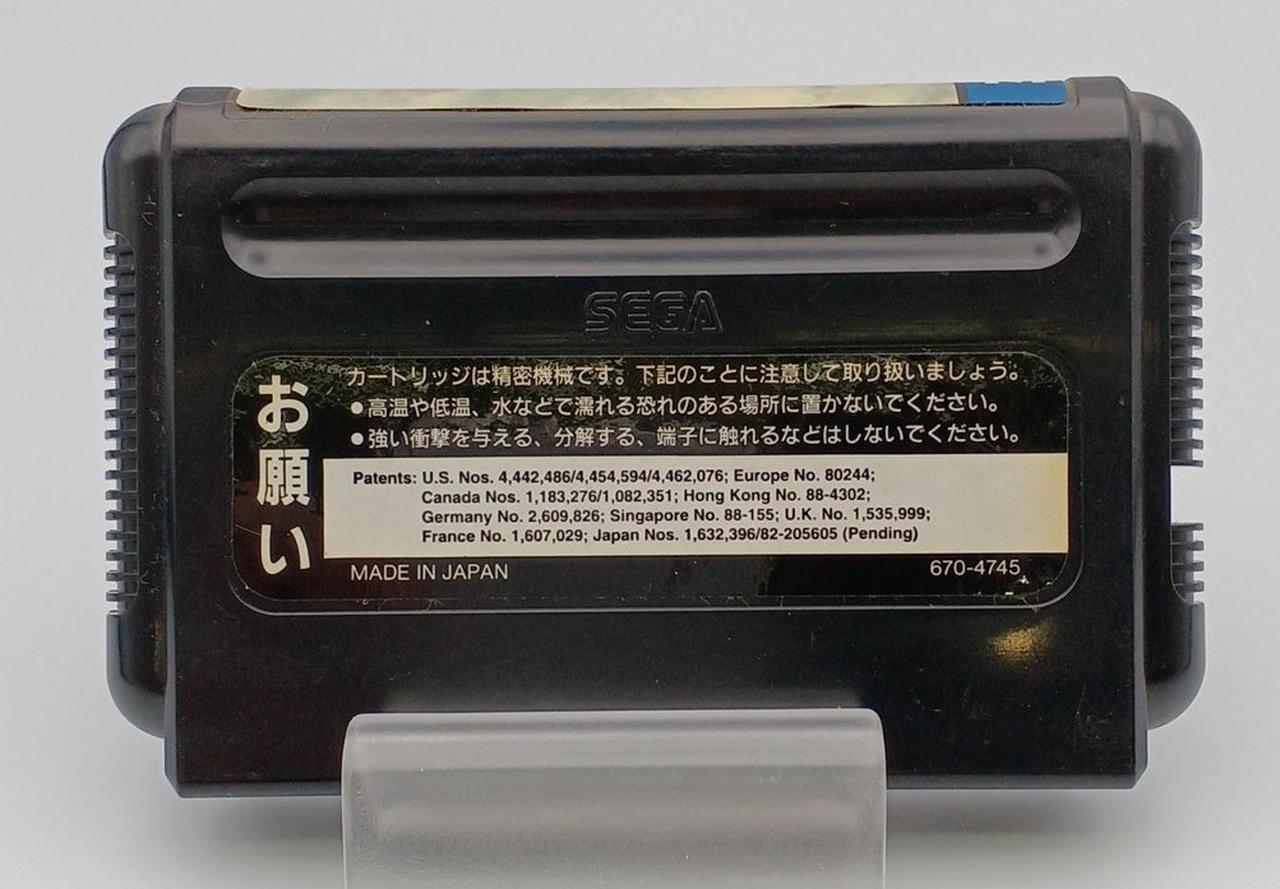 SEGA
お願い
カートリッジは精密機械です。下記のことに注意して取り扱いましょう。
●高温や低温、水などで濡れる恐れのある場所に置かないでください。
●強い衝撃を与える、分解する、端子に触れるなどはしないでください。
Patents: U.S. Nos. 4,442,486/4,454,594/4,462,076; Europe No. 80244;
Canada Nos. 1,183,276/1,082,351; Hong Kong No. 88-4302;
Germany No. 2,609,826; Singapore No. 88-155; U.K. No. 1,535,999;
France No. 1,607,029; Japan Nos. 1,632,396/82-205605 (Pending)
MADE IN JAPAN 670-4745